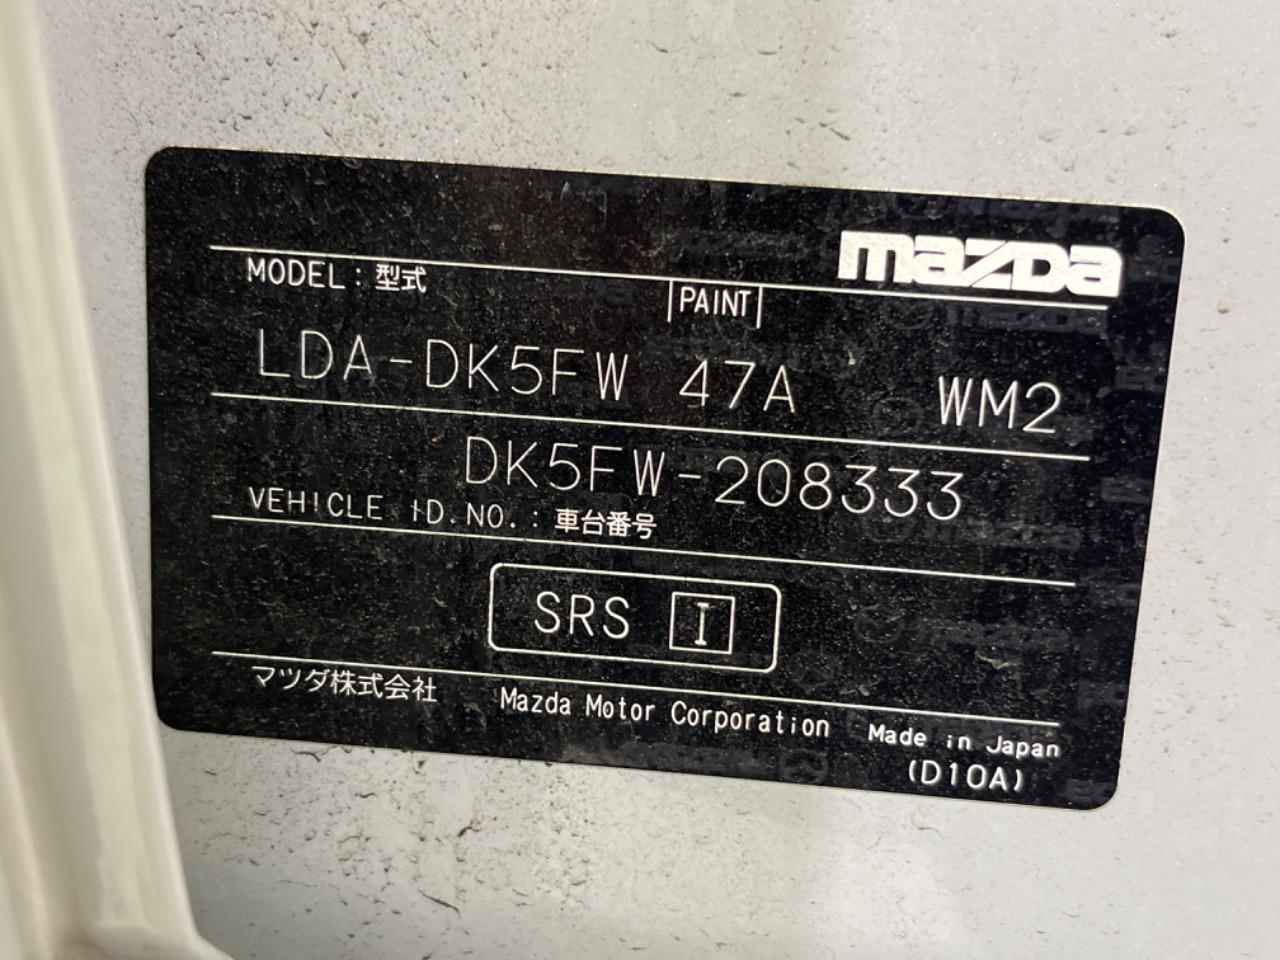 mazda
MODEL : 型式
PAINT
LDA-DK5FW 47A WM2
DK5FW-208333
VEHICLE ID.NO. : 車台番号
SRS I
マツダ株式会社 Mazda Motor Corporation Made in Japan
(D10A)